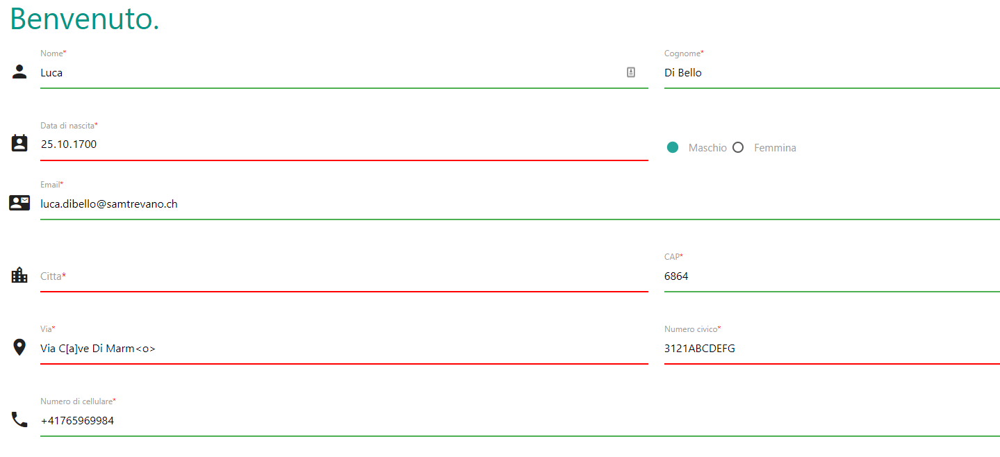 Benvenuto.
Nome* Cognome*
Luca Di Bello
Data di nascita*
25.10.1700
Maschio Femmina
Email*
luca.dibello@samtrevano.ch
CAP*
Citta* 6864
Via* Numero civico*
Via C[a]ve Di Marm<o> 3121ABCDEFG
Numero di cellulare*
+41765969984